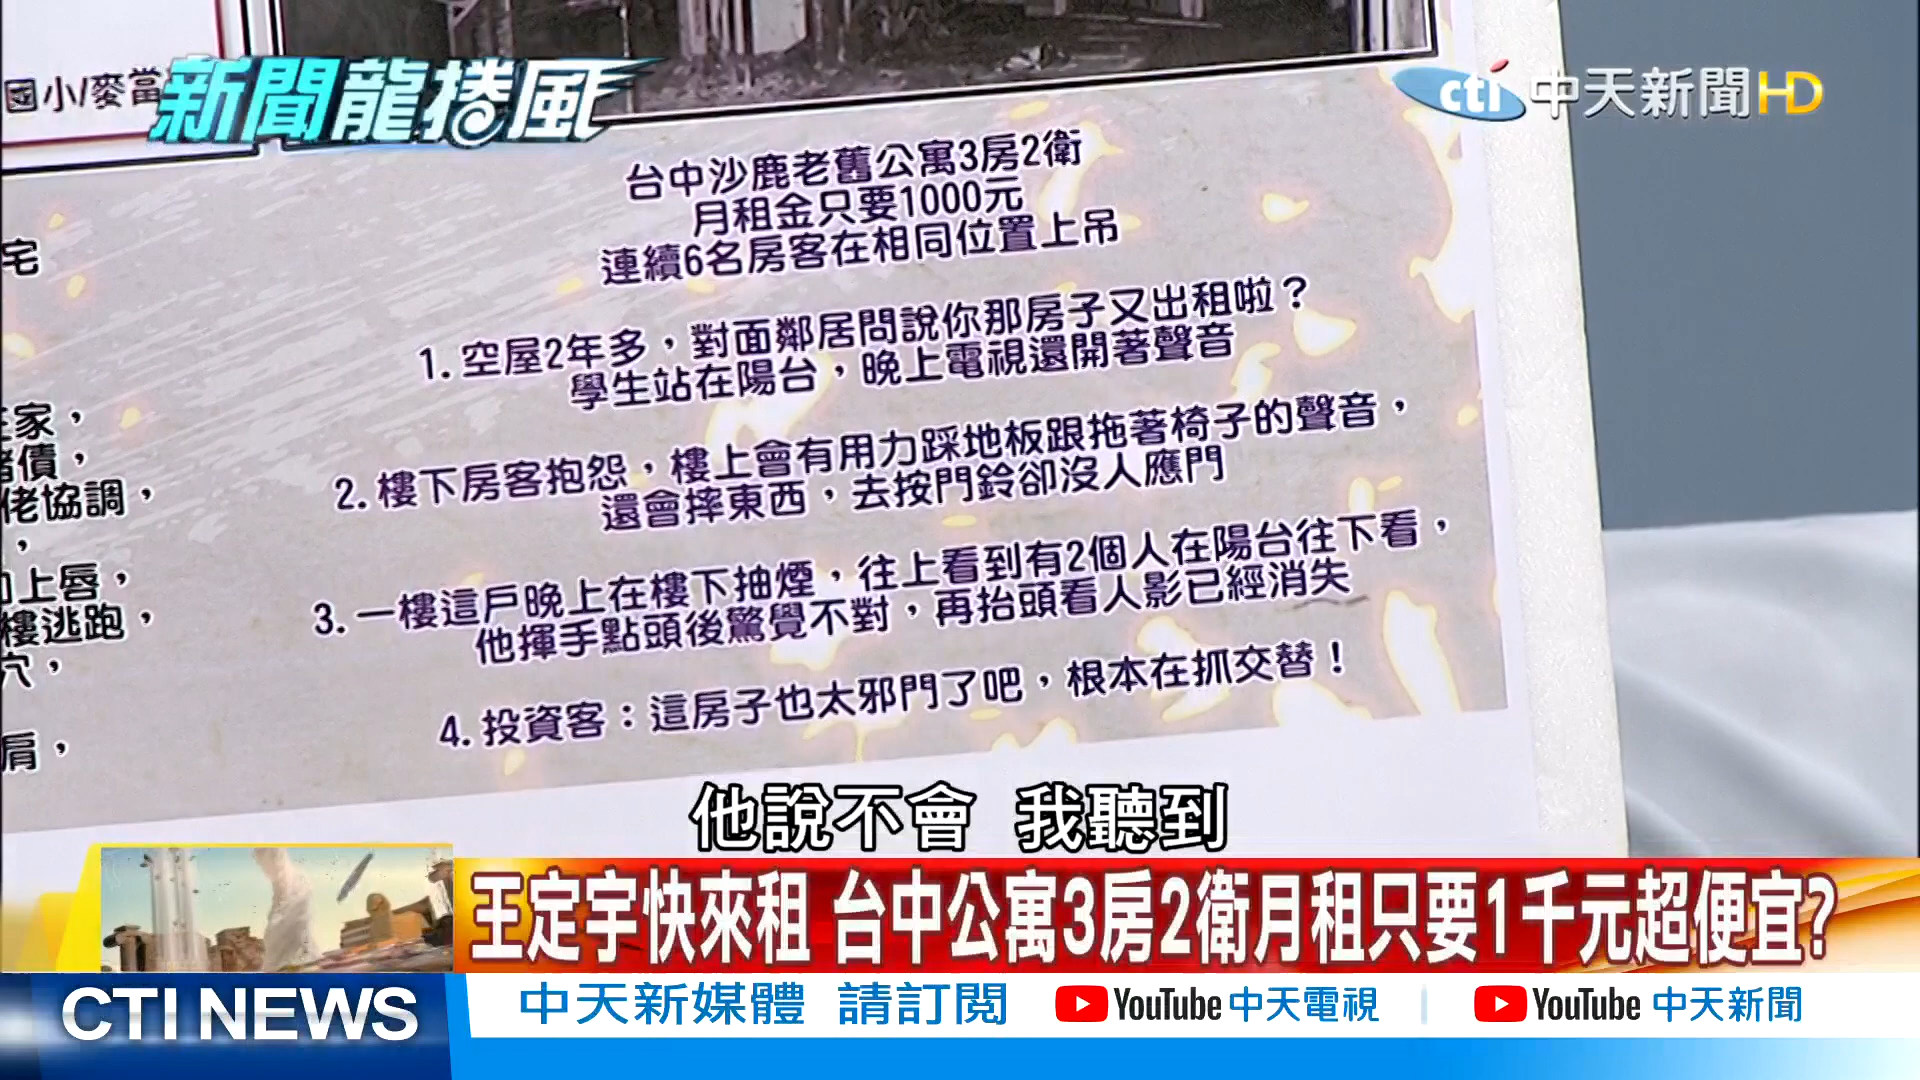 國小/麥當
新聞龍捲風
cti 中天新聞HD
台中沙鹿老舊公寓3房2衛
月租金只要1000元
連續6名房客在相同位置上吊
1. 空屋2年多，對面鄰居問說你那房子又出租啦？
學生站在陽台，晚上電視還開著聲音
2. 樓下房客抱怨，樓上會有用力踩地板跟拖著椅子的聲音，
還會摔東西，去按門鈴卻沒人應門
3. 一樓這戶晚上在樓下抽煙，往上看到有2個人在陽台往下看，
他揮手點頭後驚覺不對，再抬頭看人影已經消失
4. 投資客：這房子也太邪門了吧，根本在抓交替！
宅
家，
債，
佬協調，
，
上唇，
樓逃跑，
穴，
肩，
他說不會 我聽到
王定宇快來租 台中公寓3房2衛月租只要1千元超便宜?
CTI NEWS
中天新媒體 請訂閱 YouTube 中天電視 YouTube 中天新聞